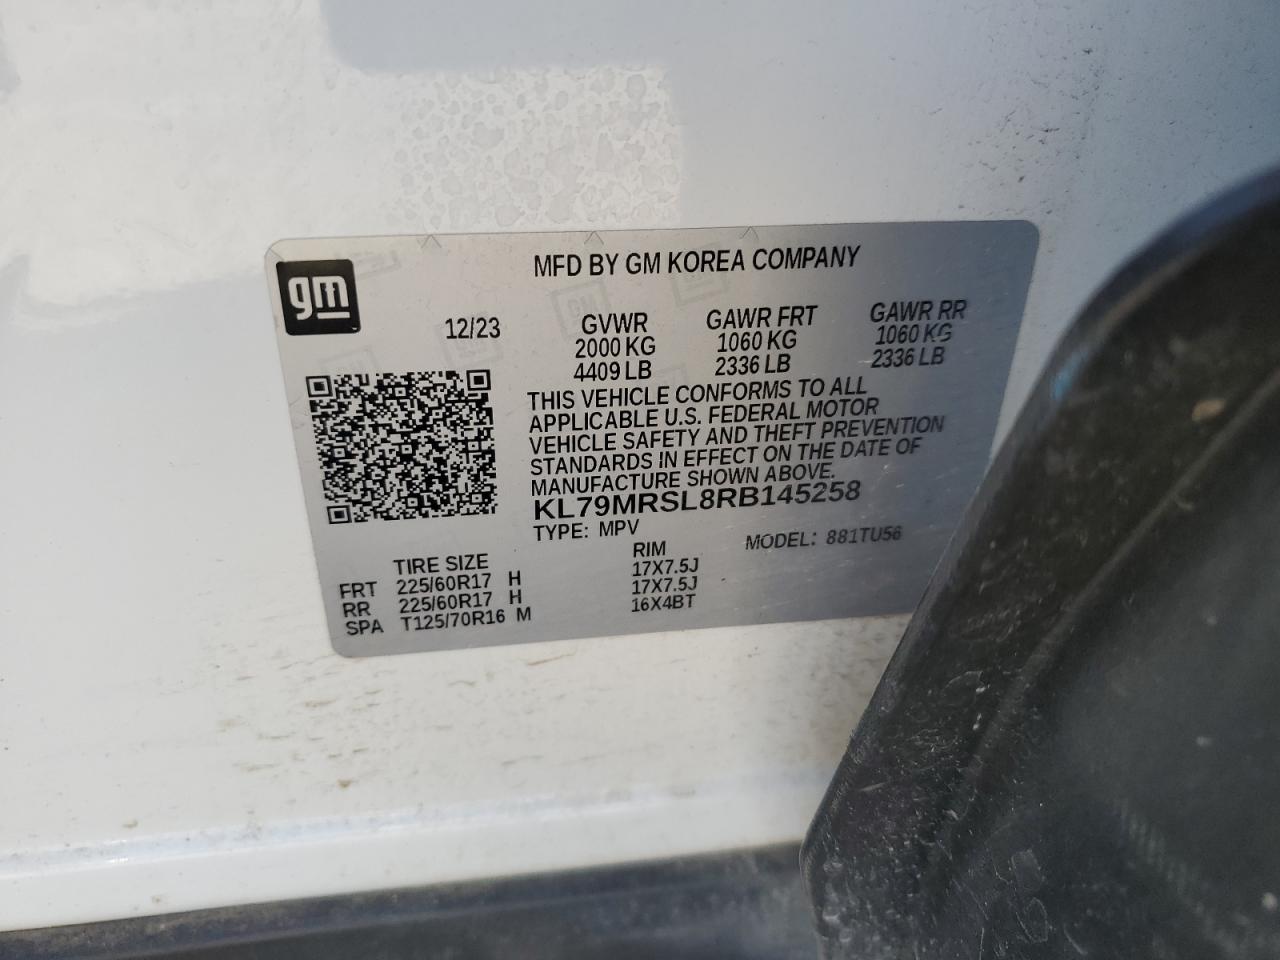 MFD BY GM KOREA COMPANY
gm
12/23
GVWR GAWR FRT GAWR RR
2000 KG 1060 KG 1060 KG
4409 LB 2336 LB 2336 LB
THIS VEHICLE CONFORMS TO ALL
APPLICABLE U.S. FEDERAL MOTOR
VEHICLE SAFETY AND THEFT PREVENTION
STANDARDS IN EFFECT ON THE DATE OF
MANUFACTURE SHOWN ABOVE.
KL79MRSL8RB145258
TYPE: MPV MODEL: 881TU56
TIRE SIZE RIM
FRT 225/60R17 H 17X7.5J
RR 225/60R17 H 17X7.5J
SPA T125/70R16 M 16X4BT